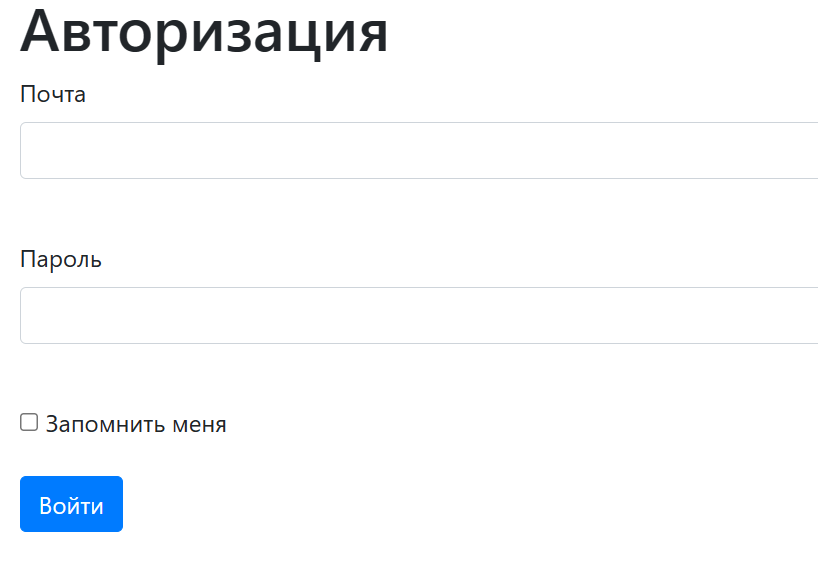 Авторизация
Почта
Пароль
Запомнить меня
Войти